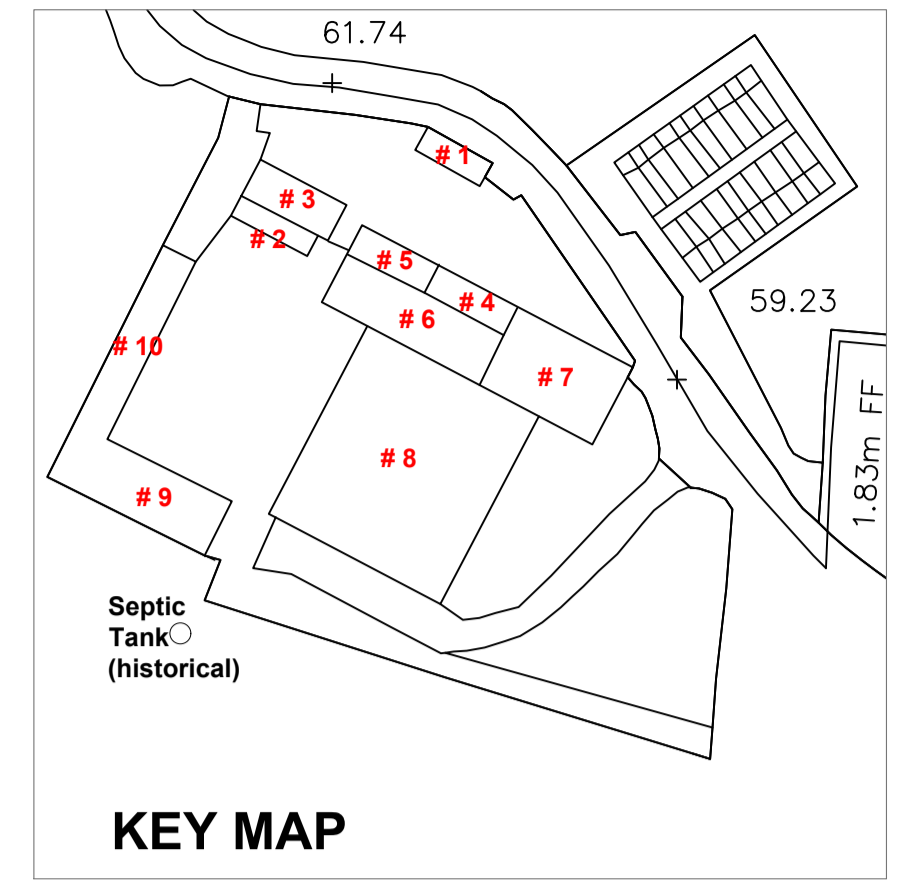 61.74
# 1
# 3
# 2
# 5
# 4
59.23
# 6
# 10
# 7
1.83m FF
# 8
# 9
Septic
Tank
(historical)
KEY MAP